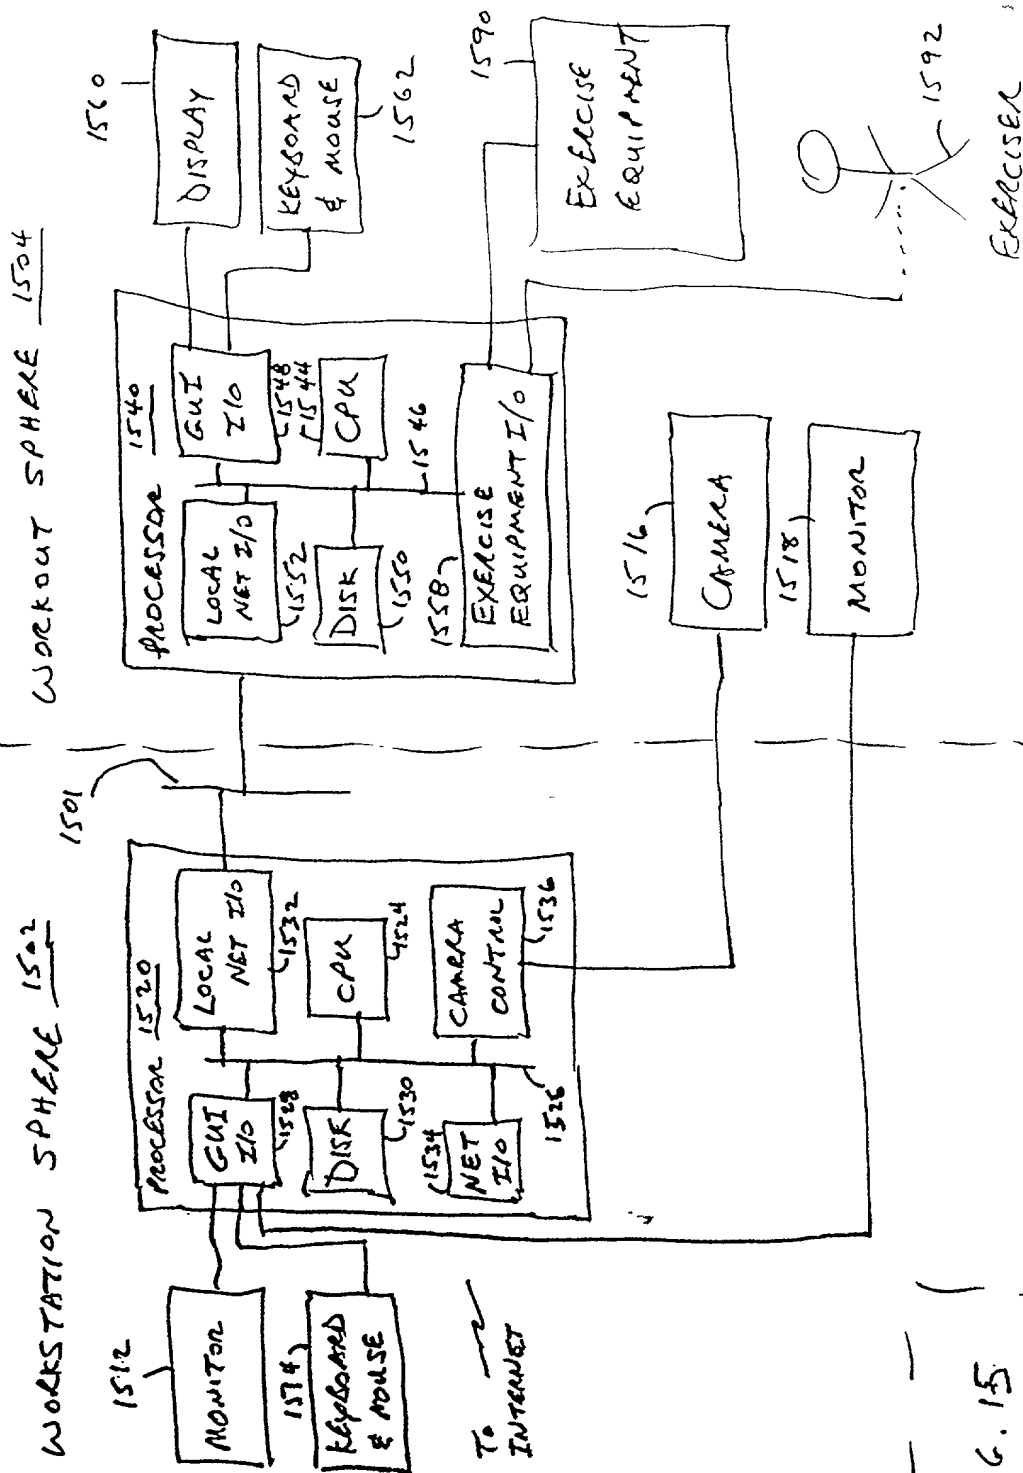 WORKSTATION SPHERE 1502
WORKOUT SPHERE 1504
1501
1512
MONITOR
1514
KEYBOARD
& MOUSE
TO
INTERNET
PROCESSOR 1520
GUI
I/O
1528
LOCAL
NET I/O
1532
DISK
1530
CPU
1524
1534
NET
I/O
1526
CAMERA
CONTROL
1536
PROCESSOR
1540
LOCAL
NET I/O
1552
GUI
I/O
1548
1544
CPU
DISK
1550
1546
1558
EXERCISE
EQUIPMENT I/O
1560
DISPLAY
KEYBOARD
& MOUSE
1562
1590
EXERCISE
EQUIPMENT
1592
EXERCISER
1516
CAMERA
1518
MONITOR
G. 15